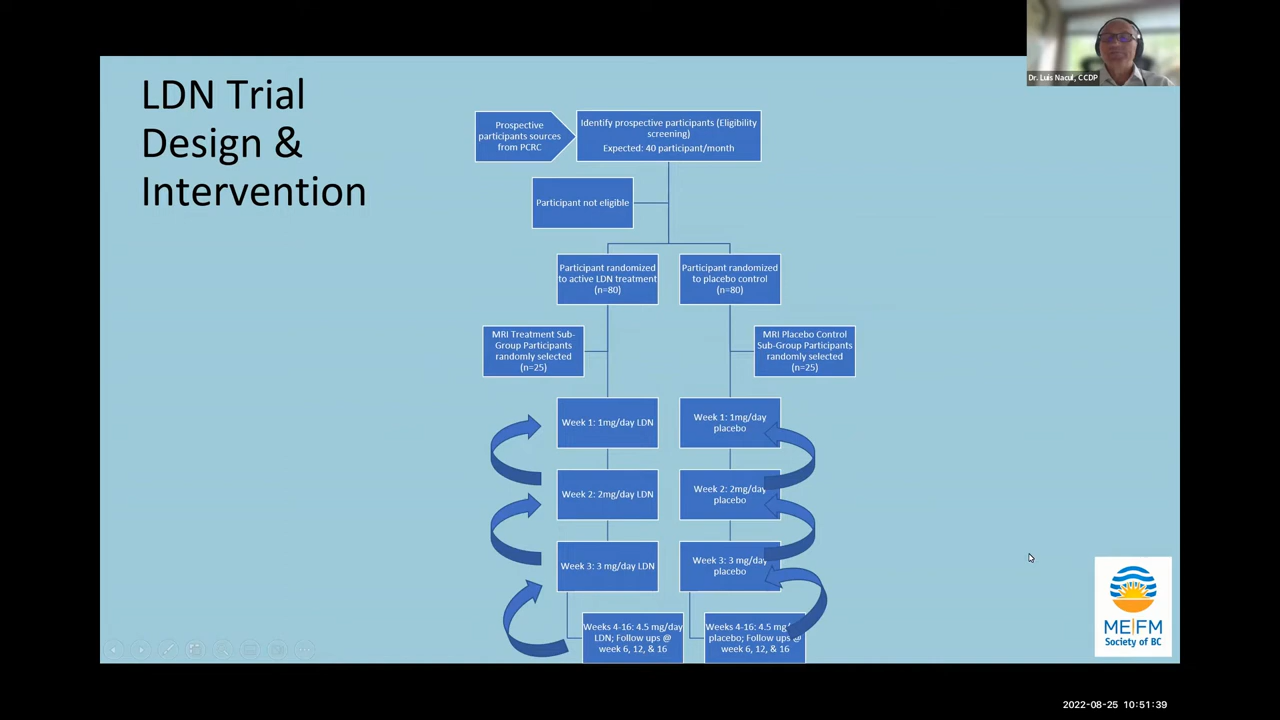 LDN Trial
Design &
Intervention
Dr. Luis Nacul, CCDP
Prospective
participants sources
from PCRC
Identify prospective participants (Eligibility
screening)
Expected: 40 participant/month
Participant not eligible
Participant randomized
to active LDN treatment
(n=80)
Participant randomized
to placebo control
(n=80)
MRI Treatment Sub-
Group Participants
randomly selected
(n=25)
MRI Placebo Control
Sub-Group Participants
randomly selected
(n=25)
Week 1: 1mg/day LDN
Week 1: 1mg/day
placebo
Week 2: 2mg/day LDN
Week 2: 2mg/day
placebo
Week 3: 3 mg/day LDN
Week 3: 3 mg/day
placebo
Weeks 4-16: 4.5 mg/day
LDN; Follow ups @
week 6, 12, & 16
Weeks 4-16: 4.5 mg/
placebo; Follow ups @
week 6, 12, & 16
ME|FM
Society of BC
2022-08-25 10:51:39